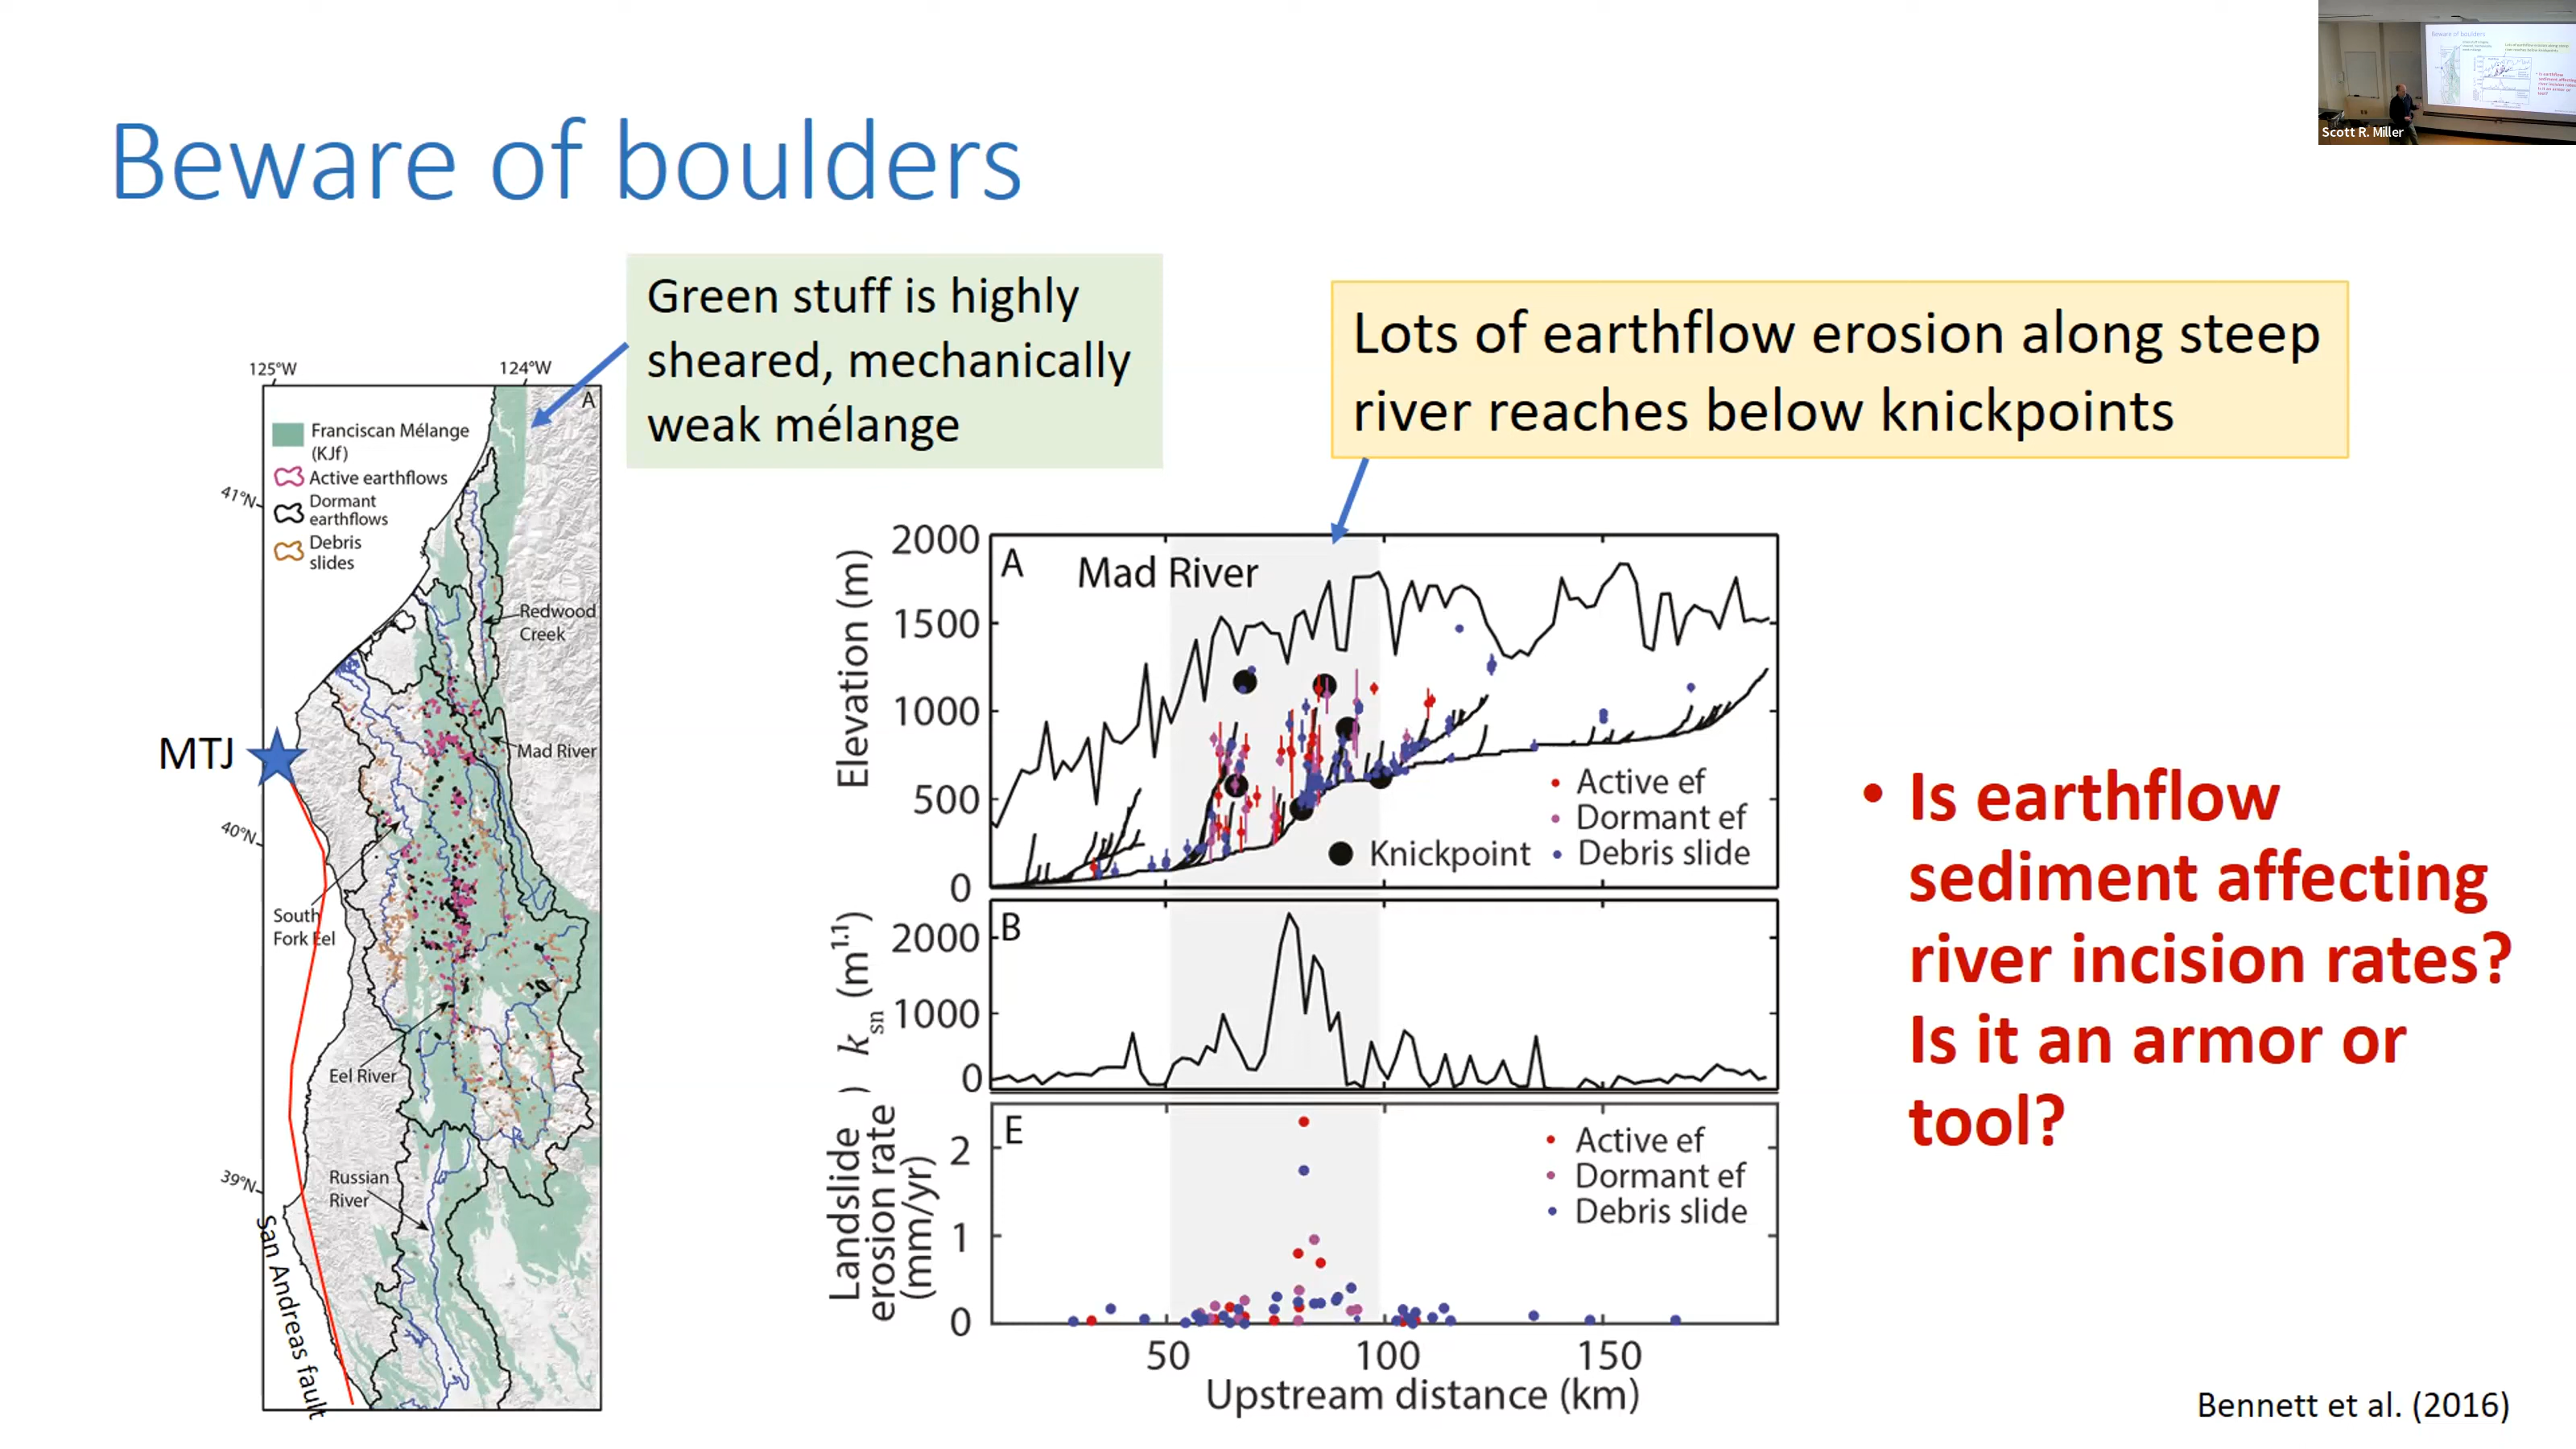 Beware of boulders
Scott R. Miller
Green stuff is highly
sheared, mechanically
weak mélange
Lots of earthflow erosion along steep
river reaches below knickpoints
125°W
124°W
A
Franciscan Mélange
(KJf)
Active earthflows
Dormant
earthflows
Debris
slides
41°N
Redwood
Creek
MTJ
Mad River
40°N
South
Fork Eel
Eel River
39°N
Russian
River
San Andreas fault
Elevation (m)
2000
1500
1000
500
0
A
Mad River
Active ef
Dormant ef
Knickpoint
Debris slide
ksn (m1.1)
2000
1000
0
B
)
Landslide
erosion rate
(mm/yr)
2
1
0
E
Active ef
Dormant ef
Debris slide
50
100
150
Upstream distance (km)
• Is earthflow
sediment affecting
river incision rates?
Is it an armor or
tool?
Bennett et al. (2016)